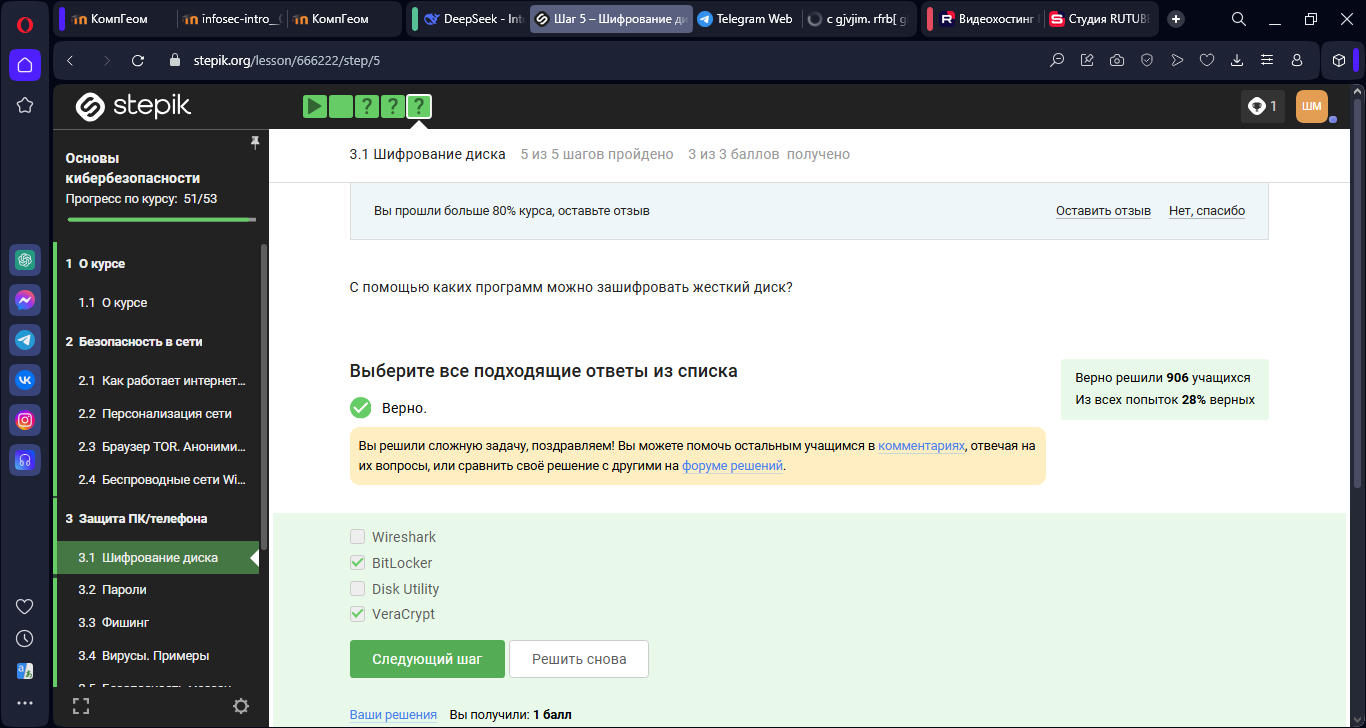 КомпГеом
infosec-intro__(
КомпГеом
DeepSeek - Int
Шаг 5 – Шифрование ди
Telegram Web
с gjvjim. rfrb[ g
Видеохостинг
Студия RUTUBE
stepik.org/lesson/666222/step/5
stepik
? ? ?
1
ШМ
Основы
кибербезопасности
Прогресс по курсу: 51/53
1 О курсе
1.1 О курсе
2 Безопасность в сети
2.1 Как работает интернет...
2.2 Персонализация сети
2.3 Браузер TOR. Аноними...
2.4 Беспроводные сети Wi...
3 Защита ПК/телефона
3.1 Шифрование диска
3.2 Пароли
3.3 Фишинг
3.4 Вирусы. Примеры
3.1 Шифрование диска 5 из 5 шагов пройдено 3 из 3 баллов получено
Вы прошли больше 80% курса, оставьте отзыв
Оставить отзыв
Нет, спасибо
С помощью каких программ можно зашифровать жесткий диск?
Выберите все подходящие ответы из списка
Верно.
Верно решили 906 учащихся
Из всех попыток 28% верных
Вы решили сложную задачу, поздравляем! Вы можете помочь остальным учащимся в комментариях, отвечая на
их вопросы, или сравнить своё решение с другими на форуме решений.
Wireshark
BitLocker
Disk Utility
VeraCrypt
Следующий шаг
Решить снова
Ваши решения Вы получили: 1 балл